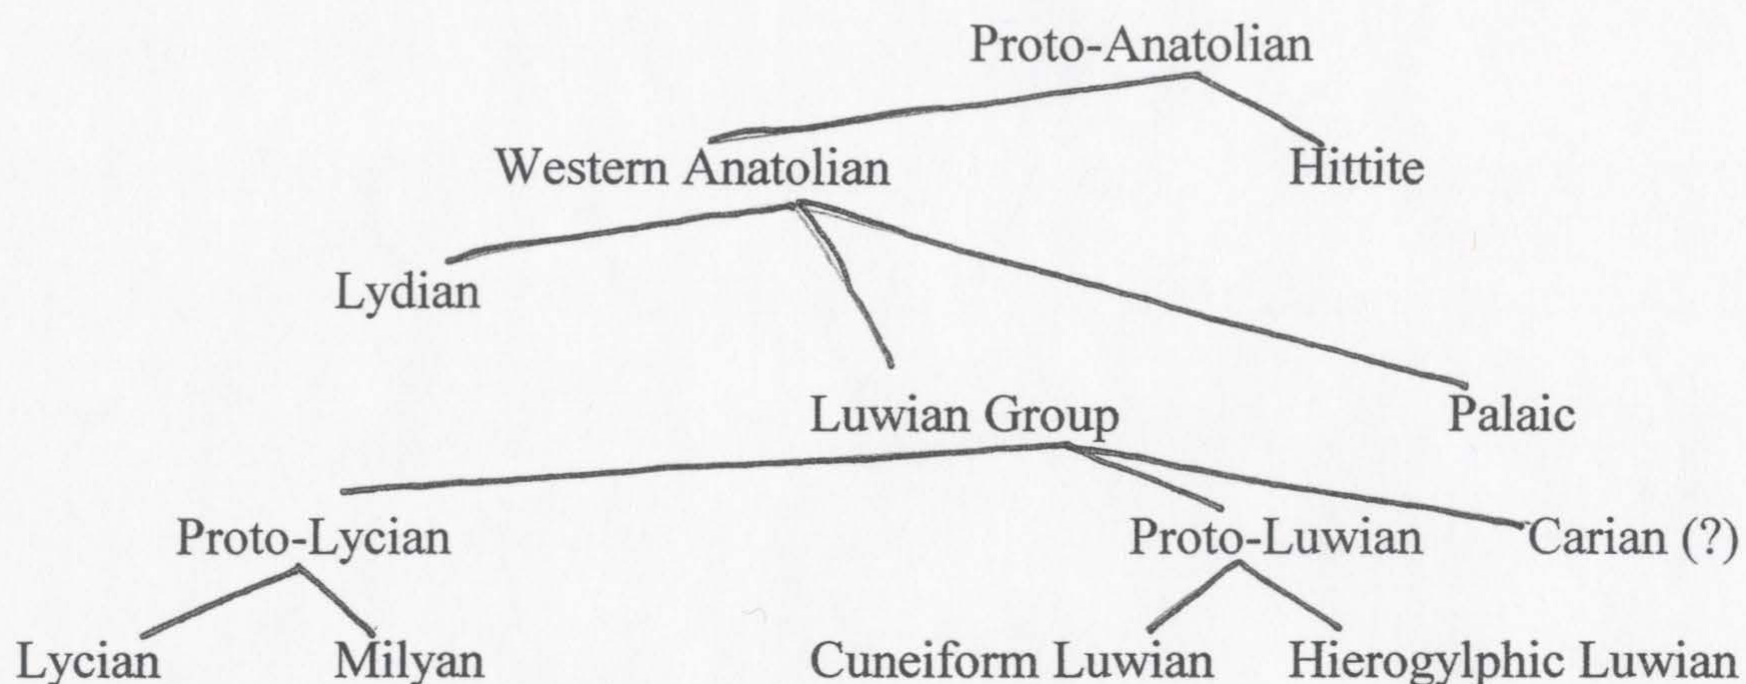 Proto-Anatolian
Western Anatolian Hittite
Lydian
Luwian Group Palaic
Proto-Lycian Proto-Luwian Carian (?)
Lycian Milyan Cuneiform Luwian Hierogylphic Luwian